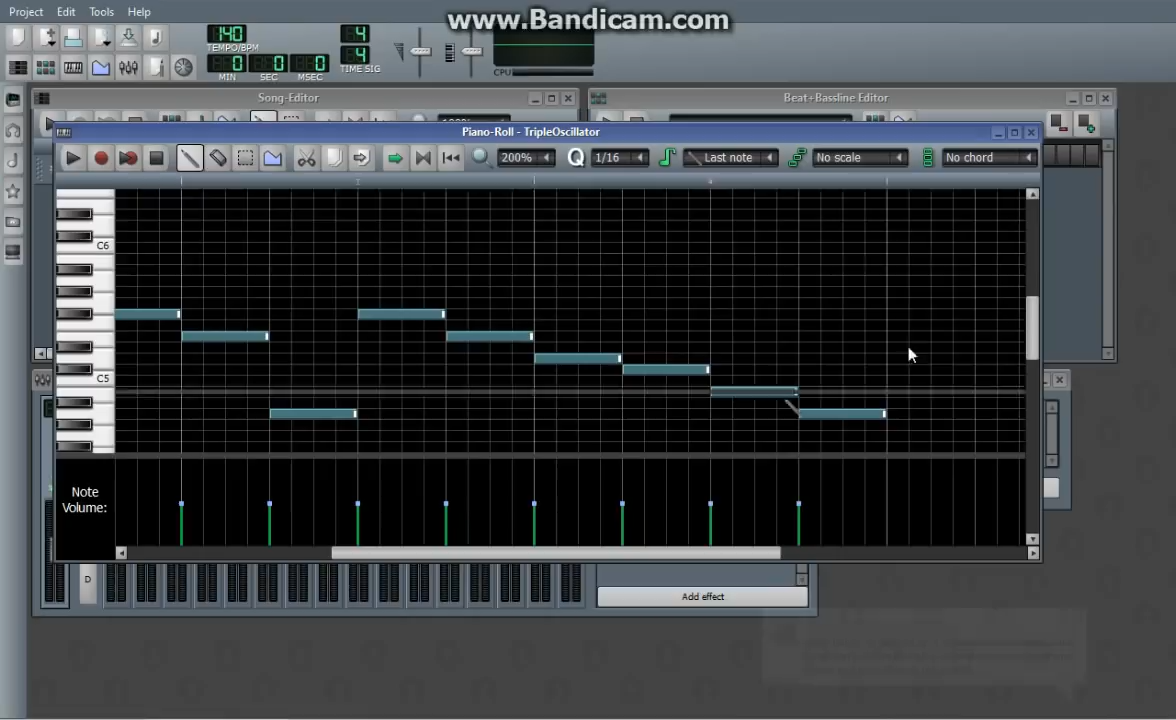 www.Bandicam.com
Project Edit Tools Help
140
TEMPO/BPM
0 0 0
MIN SEC MSEC
4
4
TIME SIG
CPU
Song-Editor
Beat+Bassline Editor
Piano-Roll - TripleOscillator
200% Q 1/16 Last note No scale No chord
C6
C5
Note
Volume:
D
Add effect